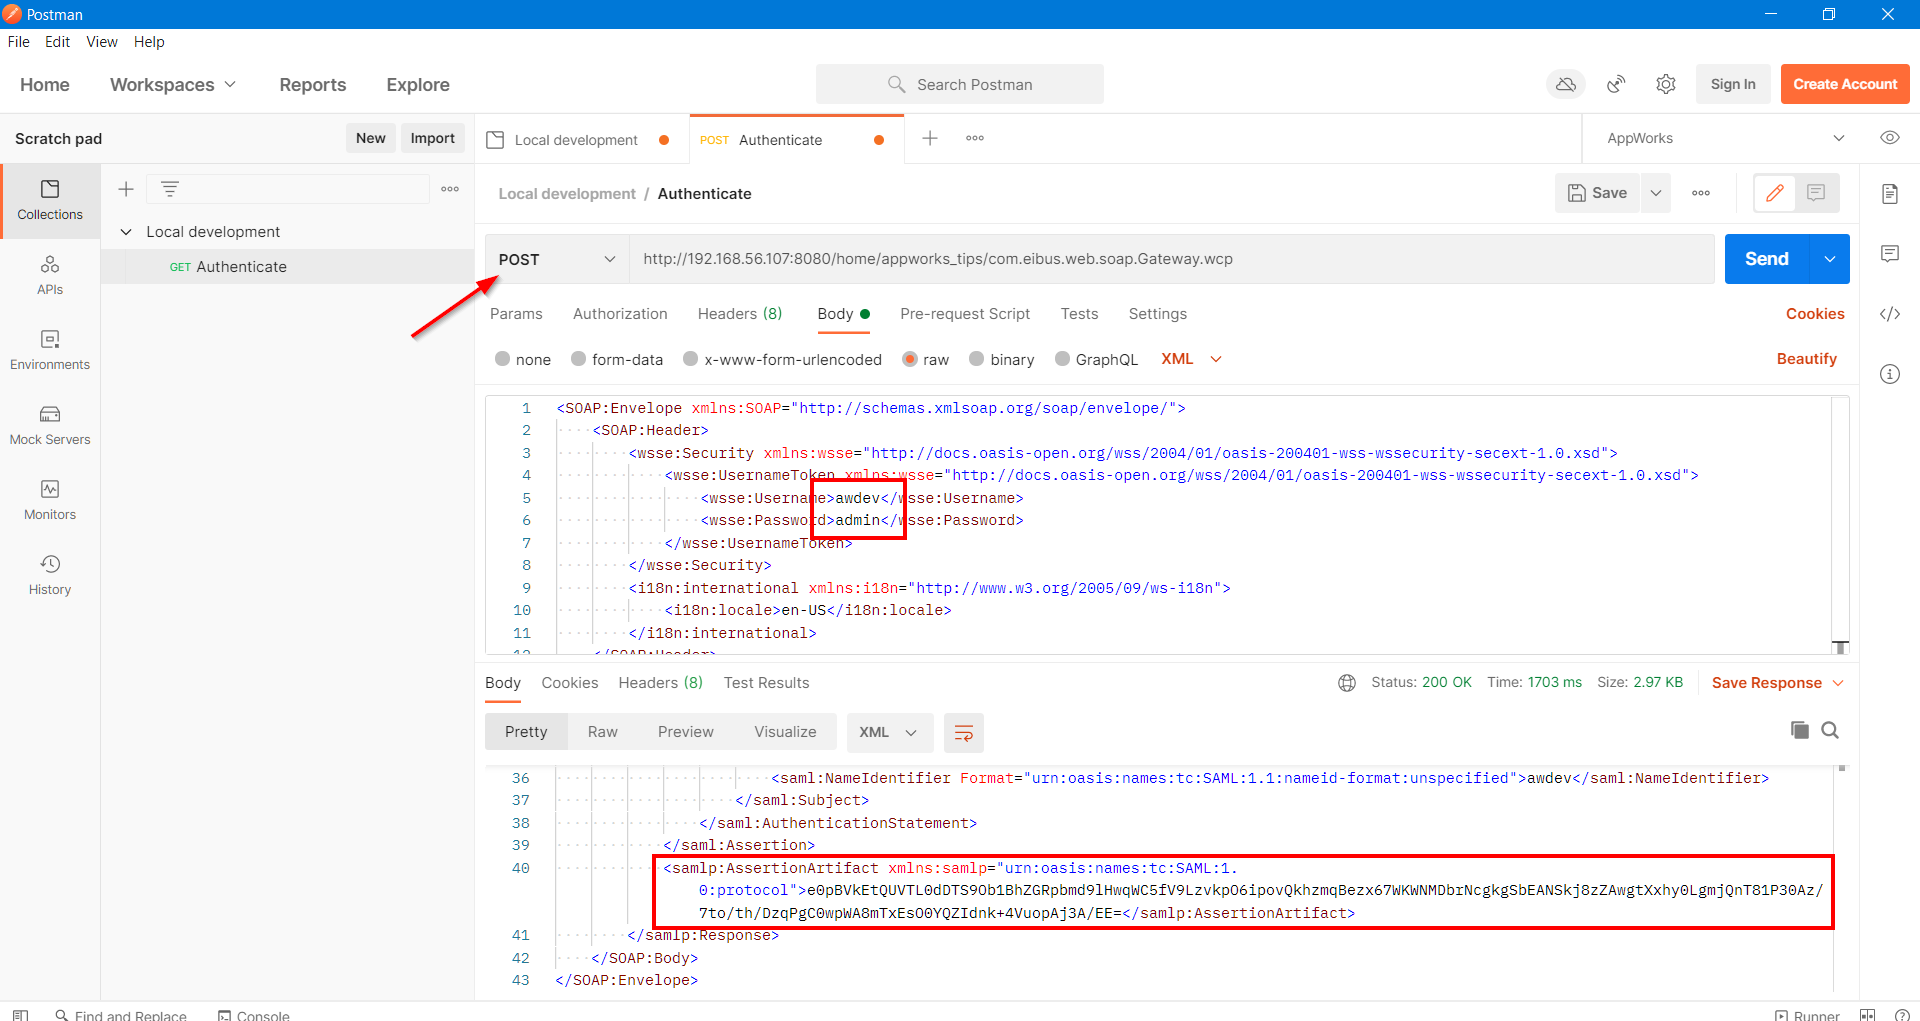 Postman
File Edit View Help
Home Workspaces Reports Explore Search Postman Sign In Create Account
Scratch pad New Import Local development POST Authenticate AppWorks
Collections
APIs
Environments
Mock Servers
Monitors
History
Local development
GET Authenticate
Local development / Authenticate Save
POST http://192.168.56.107:8080/home/appworks_tips/com.eibus.web.soap.Gateway.wcp Send
Params Authorization Headers (8) Body Pre-request Script Tests Settings Cookies
none form-data x-www-form-urlencoded raw binary GraphQL XML Beautify
1 <SOAP:Envelope xmlns:SOAP="http://schemas.xmlsoap.org/soap/envelope/">
2 <SOAP:Header>
3 <wsse:Security xmlns:wsse="http://docs.oasis-open.org/wss/2004/01/oasis-200401-wss-wssecurity-secext-1.0.xsd">
4 <wsse:UsernameToken xmlns:wsse="http://docs.oasis-open.org/wss/2004/01/oasis-200401-wss-wssecurity-secext-1.0.xsd">
5 <wsse:Username>awdev</wsse:Username>
6 <wsse:Password>admin</wsse:Password>
7 </wsse:UsernameToken>
8 </wsse:Security>
9 <i18n:international xmlns:i18n="http://www.w3.org/2005/09/ws-i18n">
10 <i18n:locale>en-US</i18n:locale>
11 </i18n:international>
12 </SOAP:Header>
Body Cookies Headers (8) Test Results Status: 200 OK Time: 1703 ms Size: 2.97 KB Save Response
Pretty Raw Preview Visualize XML
36 <saml:NameIdentifier Format="urn:oasis:names:tc:SAML:1.1:nameid-format:unspecified">awdev</saml:NameIdentifier>
37 </saml:Subject>
38 </saml:AuthenticationStatement>
39 </saml:Assertion>
40 <samlp:AssertionArtifact xmlns:samlp="urn:oasis:names:tc:SAML:1.
0:protocol">e0pBVkEtQUVTL0dDTS9Ob1BhZGRpbmd9lHwqWC5fV9LzvkpO6ipovQkhzmqBezx67WKWNMDbrNcgkgSbEANSkj8zZAwgtXxhy0LgmjQnT81P30Az/
7to/th/DzqPgC0wpWA8mTxEsO0YQZIdnk+4VuopAj3A/EE=</samlp:AssertionArtifact>
41 </samlp:Response>
42 </SOAP:Body>
43 </SOAP:Envelope>
Find and Replace Console Runner